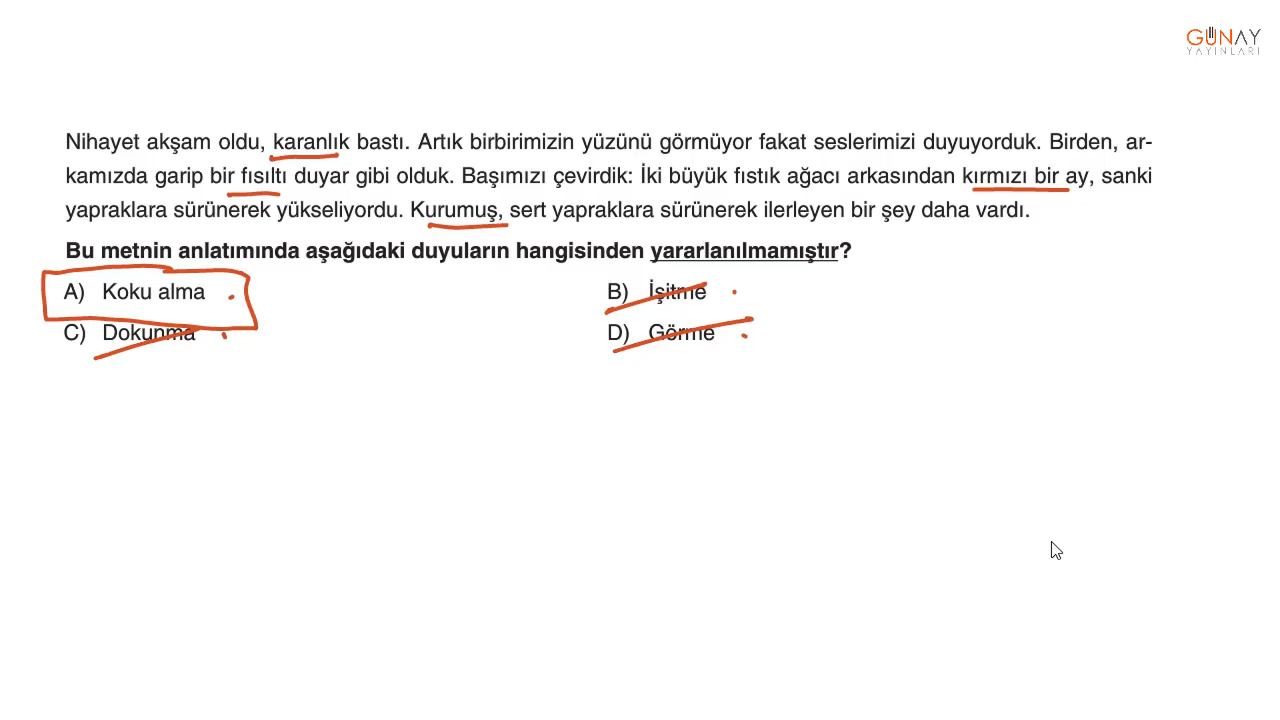 GÜNAY
YAYINLARI
Nihayet akşam oldu, karanlık bastı. Artık birbirimizin yüzünü görmüyor fakat seslerimizi duyuyorduk. Birden, ar-
kamızda garip bir fısıltı duyar gibi olduk. Başımızı çevirdik: İki büyük fıstık ağacı arkasından kırmızı bir ay, sanki
yapraklara sürünerek yükseliyordu. Kurumuş, sert yapraklara sürünerek ilerleyen bir şey daha vardı.
Bu metnin anlatımında aşağıdaki duyuların hangisinden yararlanılmamıştır?
A) Koku alma B) İşitme
C) Dokunma D) Görme